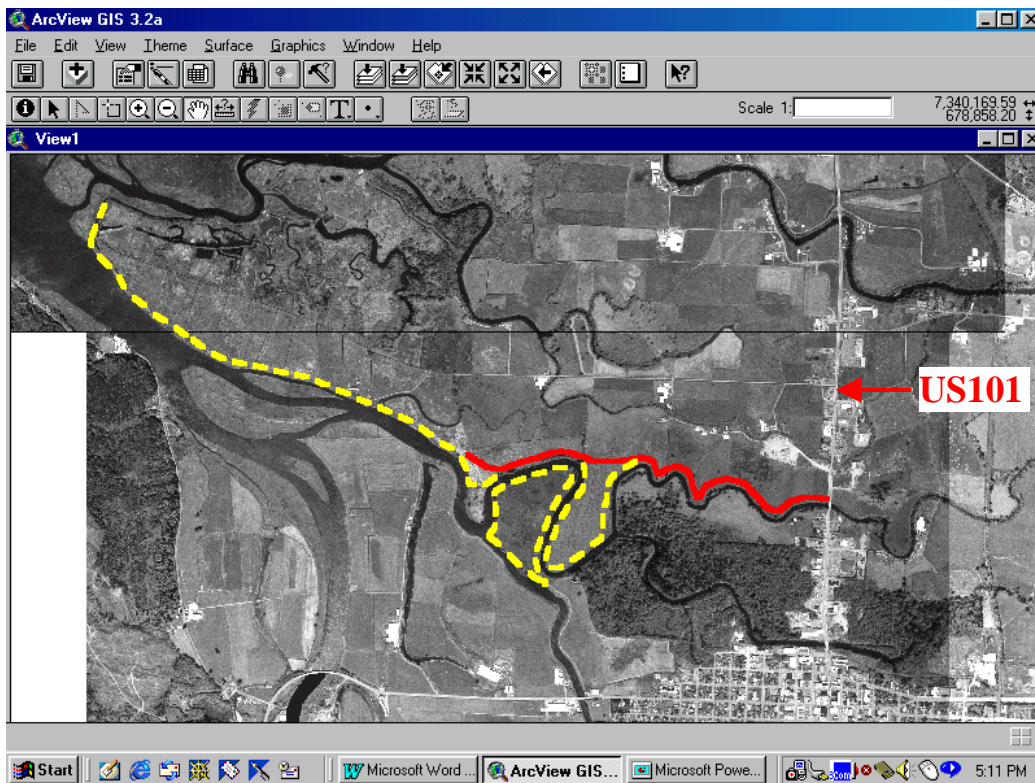 ArcView GIS 3.2a
File Edit View Theme Surface Graphics Window Help
Scale 1: 7,340,169.59
678,858.20
View1
US101
Start Microsoft Word ... ArcView GIS... Microsoft Powe... 5:11 PM